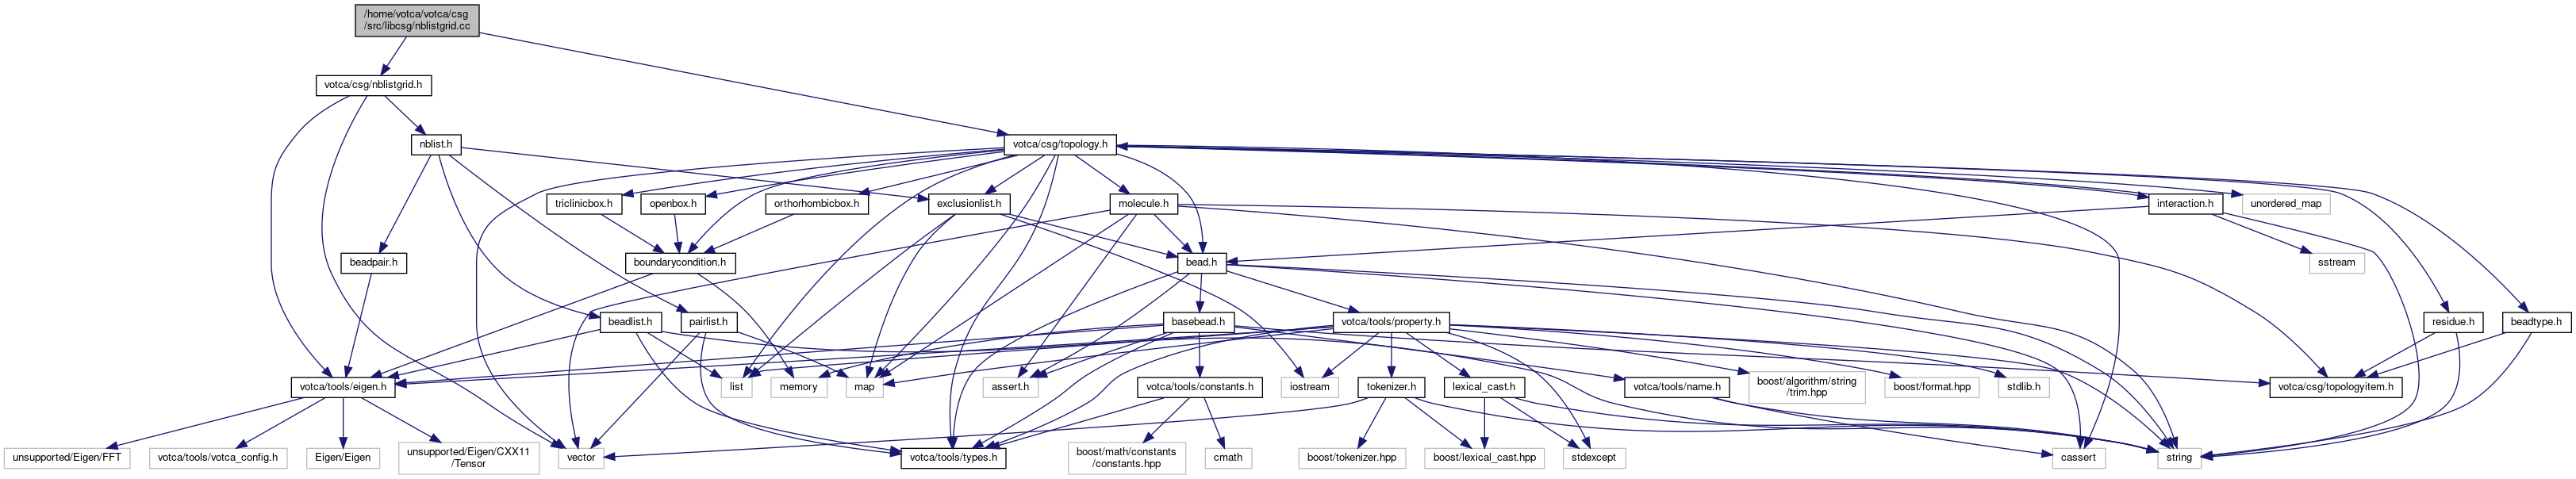 /home/votca/votca/csg
/src/libcsg/nblistgrid.cc
votca/csg/nblistgrid.h
nblist.h
votca/csg/topology.h
triclinicbox.h
openbox.h
orthorhombicbox.h
exclusionlist.h
molecule.h
interaction.h
unordered_map
beadpair.h
boundarycondition.h
bead.h
sstream
beadlist.h
pairlist.h
basebead.h
votca/tools/property.h
residue.h
beadtype.h
votca/tools/eigen.h
list
memory
map
assert.h
votca/tools/constants.h
iostream
tokenizer.h
lexical_cast.h
votca/tools/name.h
boost/algorithm/string
/trim.hpp
boost/format.hpp
stdlib.h
votca/csg/topologyitem.h
unsupported/Eigen/FFT
votca/tools/votca_config.h
Eigen/Eigen
unsupported/Eigen/CXX11
/Tensor
vector
votca/tools/types.h
boost/math/constants
/constants.hpp
cmath
boost/tokenizer.hpp
boost/lexical_cast.hpp
stdexcept
cassert
string